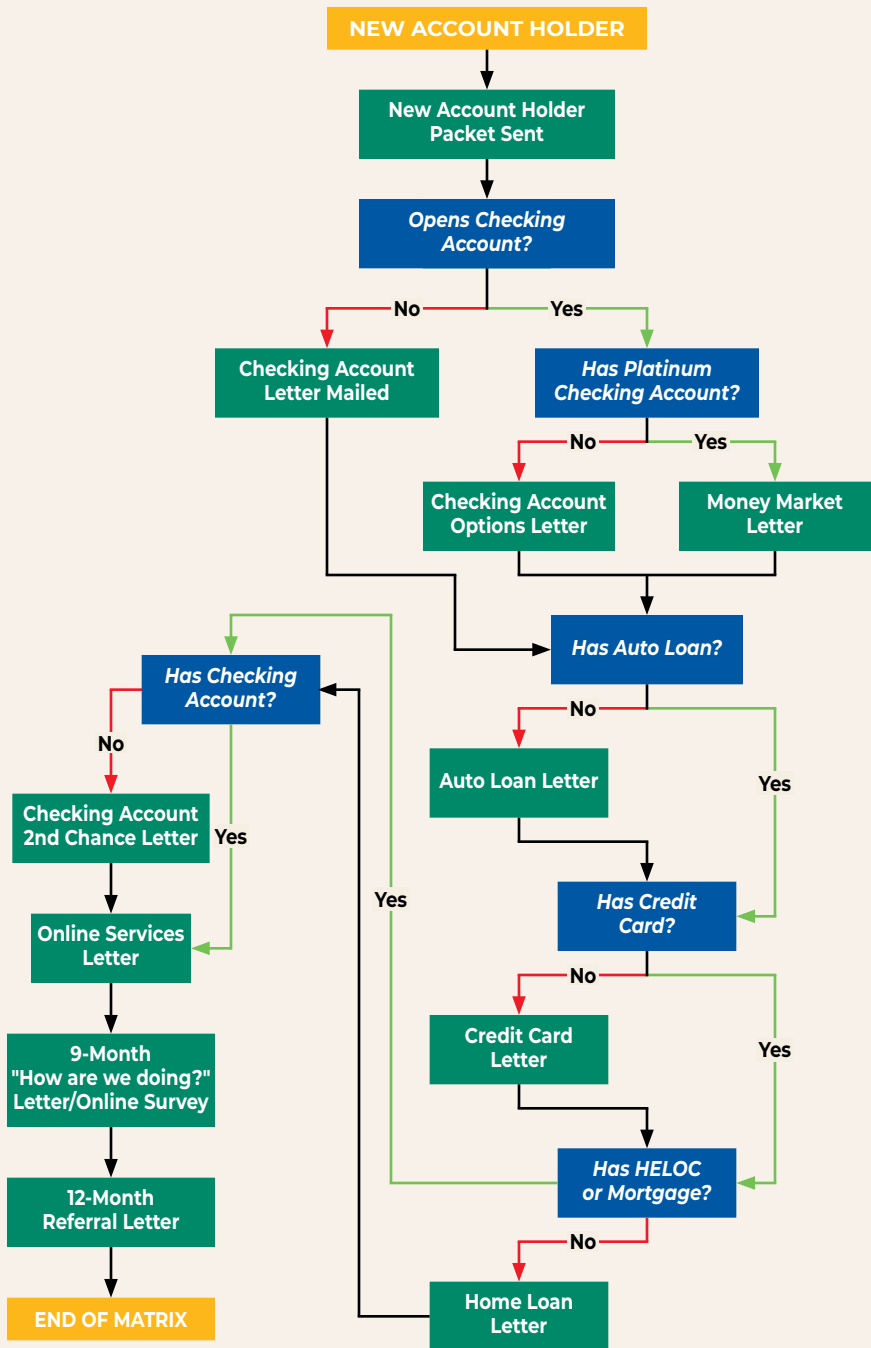 NEW ACCOUNT HOLDER
New Account Holder
Packet Sent
Opens Checking
Account?
No
Yes
Checking Account
Letter Mailed
Has Platinum
Checking Account?
No
Yes
Checking Account
Options Letter
Money Market
Letter
Has Auto Loan?
No
Yes
Auto Loan Letter
Has Credit
Card?
No
Yes
Credit Card
Letter
Has HELOC
or Mortgage?
No
Yes
Home Loan
Letter
Has Checking
Account?
No
Yes
Checking Account
2nd Chance Letter
Online Services
Letter
9-Month
"How are we doing?"
Letter/Online Survey
12-Month
Referral Letter
END OF MATRIX